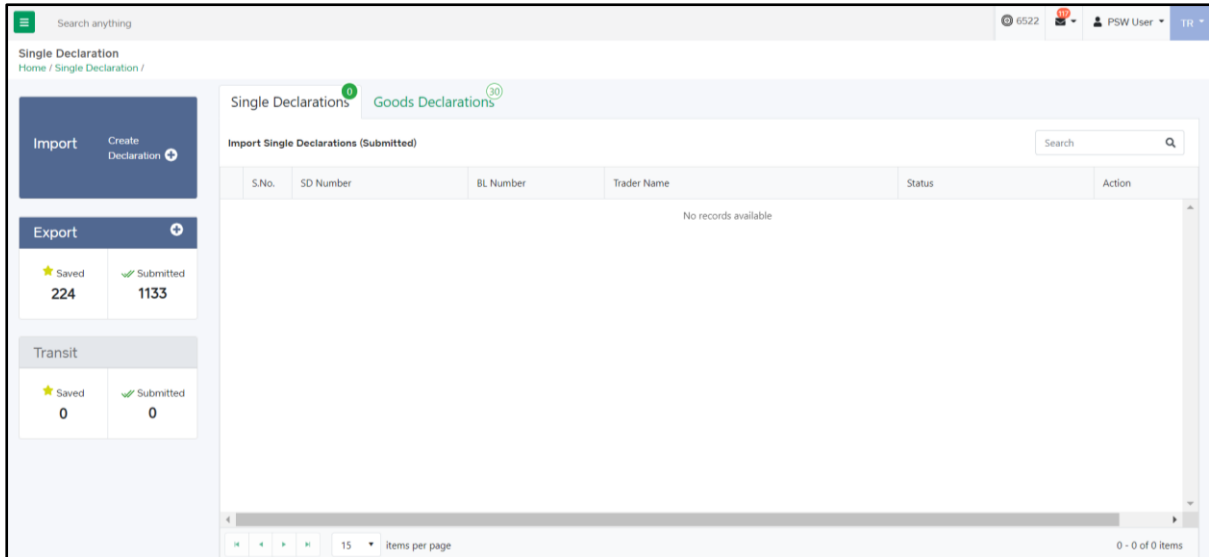 Search anything
6522
117
PSW User
TR
Single Declaration
Home / Single Declaration /
Import
Create
Declaration
Export
Saved
Submitted
224
1133
Transit
Saved
Submitted
0
0
Single Declarations
0
Goods Declarations
30
Import Single Declarations (Submitted)
Search
S.No.
SD Number
BL Number
Trader Name
Status
Action
No records available
15
items per page
0 - 0 of 0 items